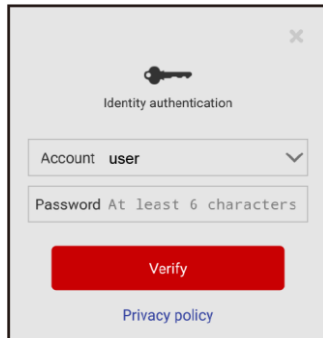 Identity authentication
Account user
Password At least 6 characters
Verify
Privacy policy